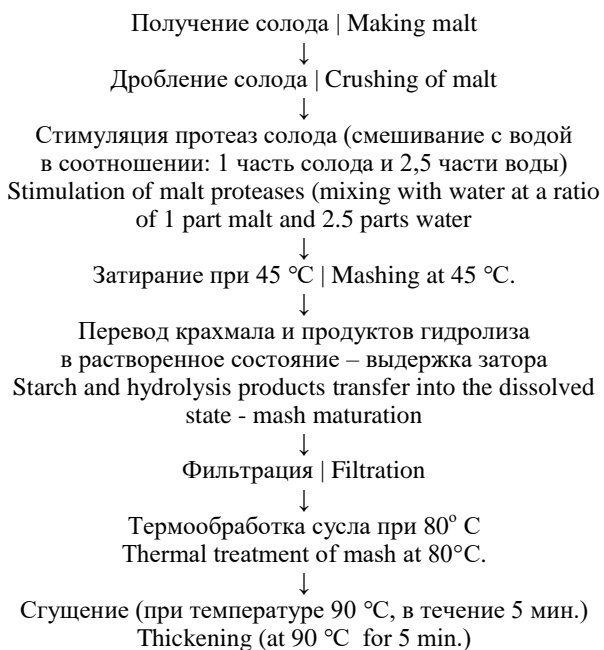 Получение солода | Making malt
↓
Дробление солода | Crushing of malt
↓
Стимуляция протеаз солода (смешивание с водой
в соотношении: 1 часть солода и 2,5 части воды)
Stimulation of malt proteases (mixing with water at a ratio
of 1 part malt and 2.5 parts water
↓
Затирание при 45 °C | Mashing at 45 °C.
↓
Перевод крахмала и продуктов гидролиза
в растворенное состояние – выдержка затора
Starch and hydrolysis products transfer into the dissolved
state - mash maturation
↓
Фильтрация | Filtration
↓
Термообработка сусла при 80° C
Thermal treatment of mash at 80°C.
↓
Сгущение (при температуре 90 °C, в течение 5 мин.)
Thickening (at 90 °C for 5 min.)